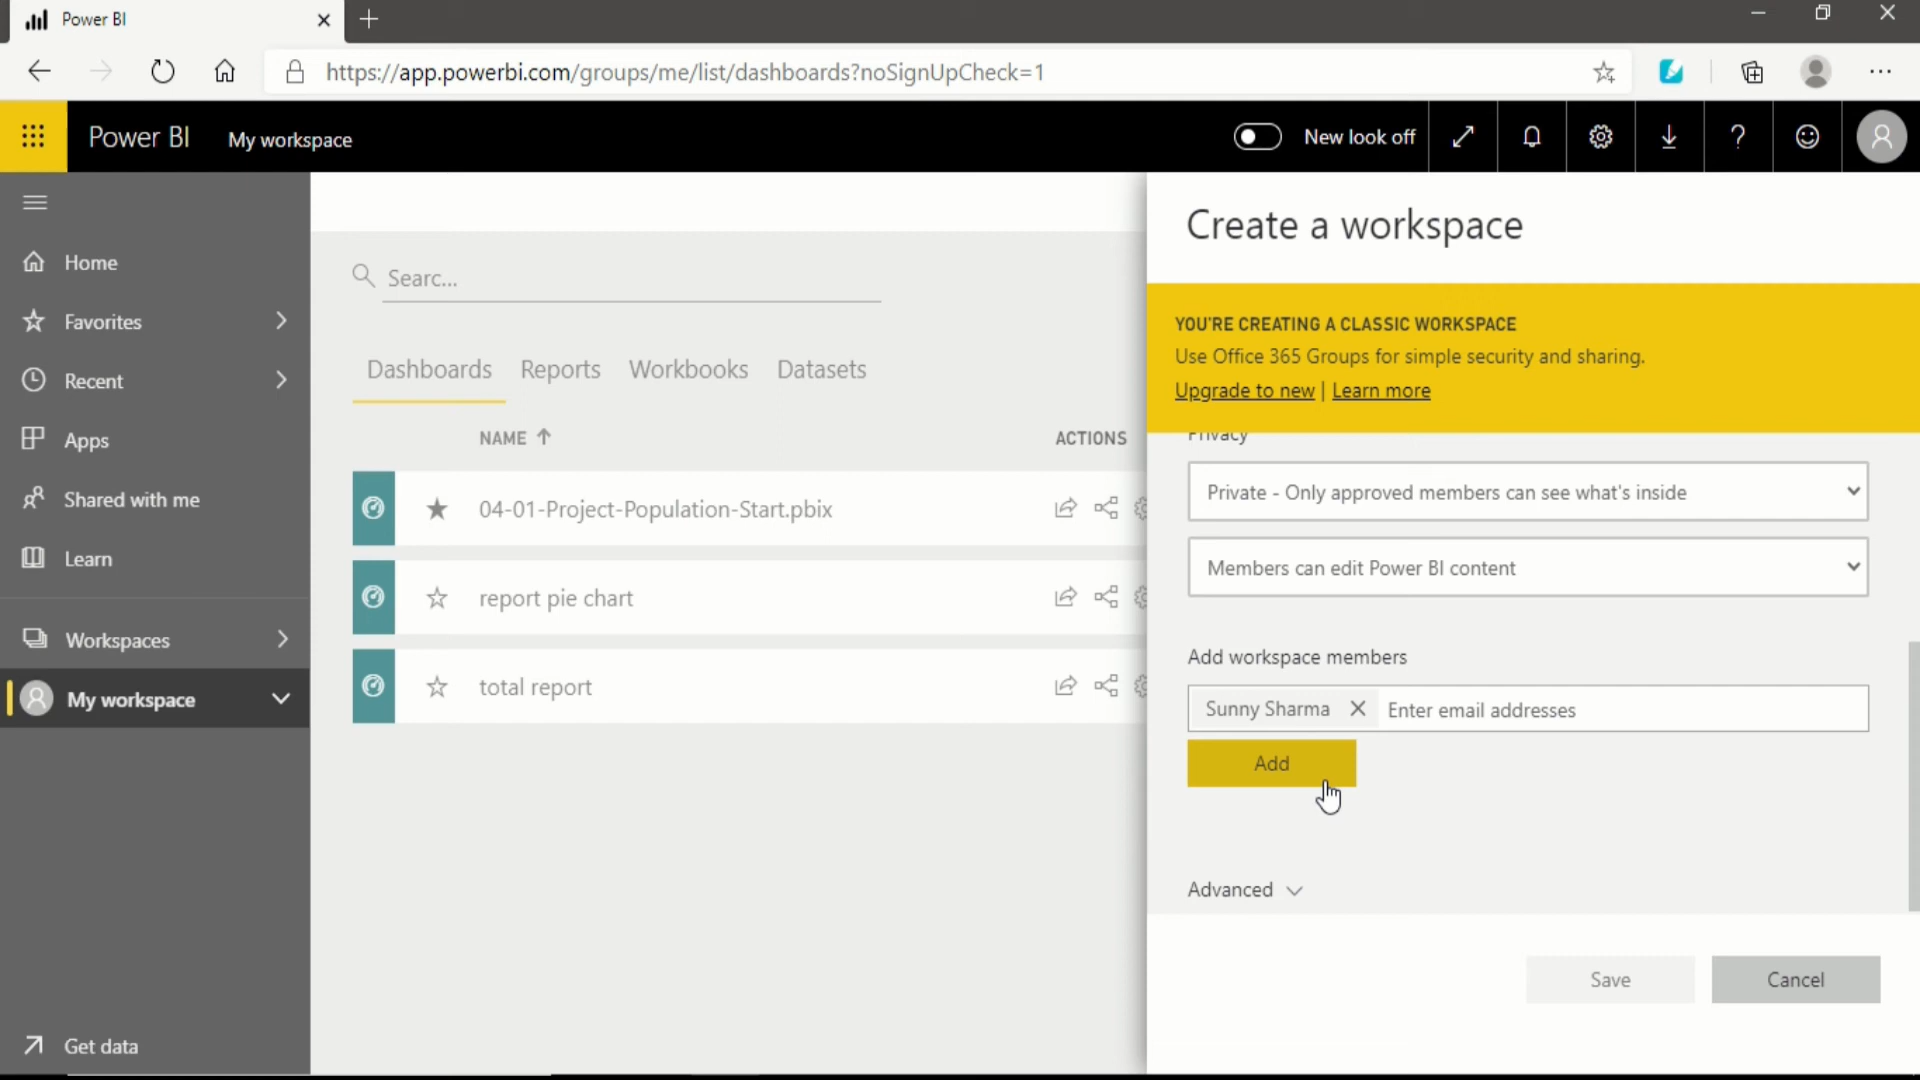 Power BI
https://app.powerbi.com/groups/me/list/dashboards?noSignUpCheck=1
Power BI My workspace New look off
Home
Favorites
Recent
Apps
Shared with me
Learn
Workspaces
My workspace
Get data
Searc...
Dashboards Reports Workbooks Datasets
NAME ACTIONS
04-01-Project-Population-Start.pbix
report pie chart
total report
Create a workspace
YOU'RE CREATING A CLASSIC WORKSPACE
Use Office 365 Groups for simple security and sharing.
Upgrade to new | Learn more
Privacy
Private - Only approved members can see what's inside
Members can edit Power BI content
Add workspace members
Sunny Sharma Enter email addresses
Add
Advanced
Save Cancel